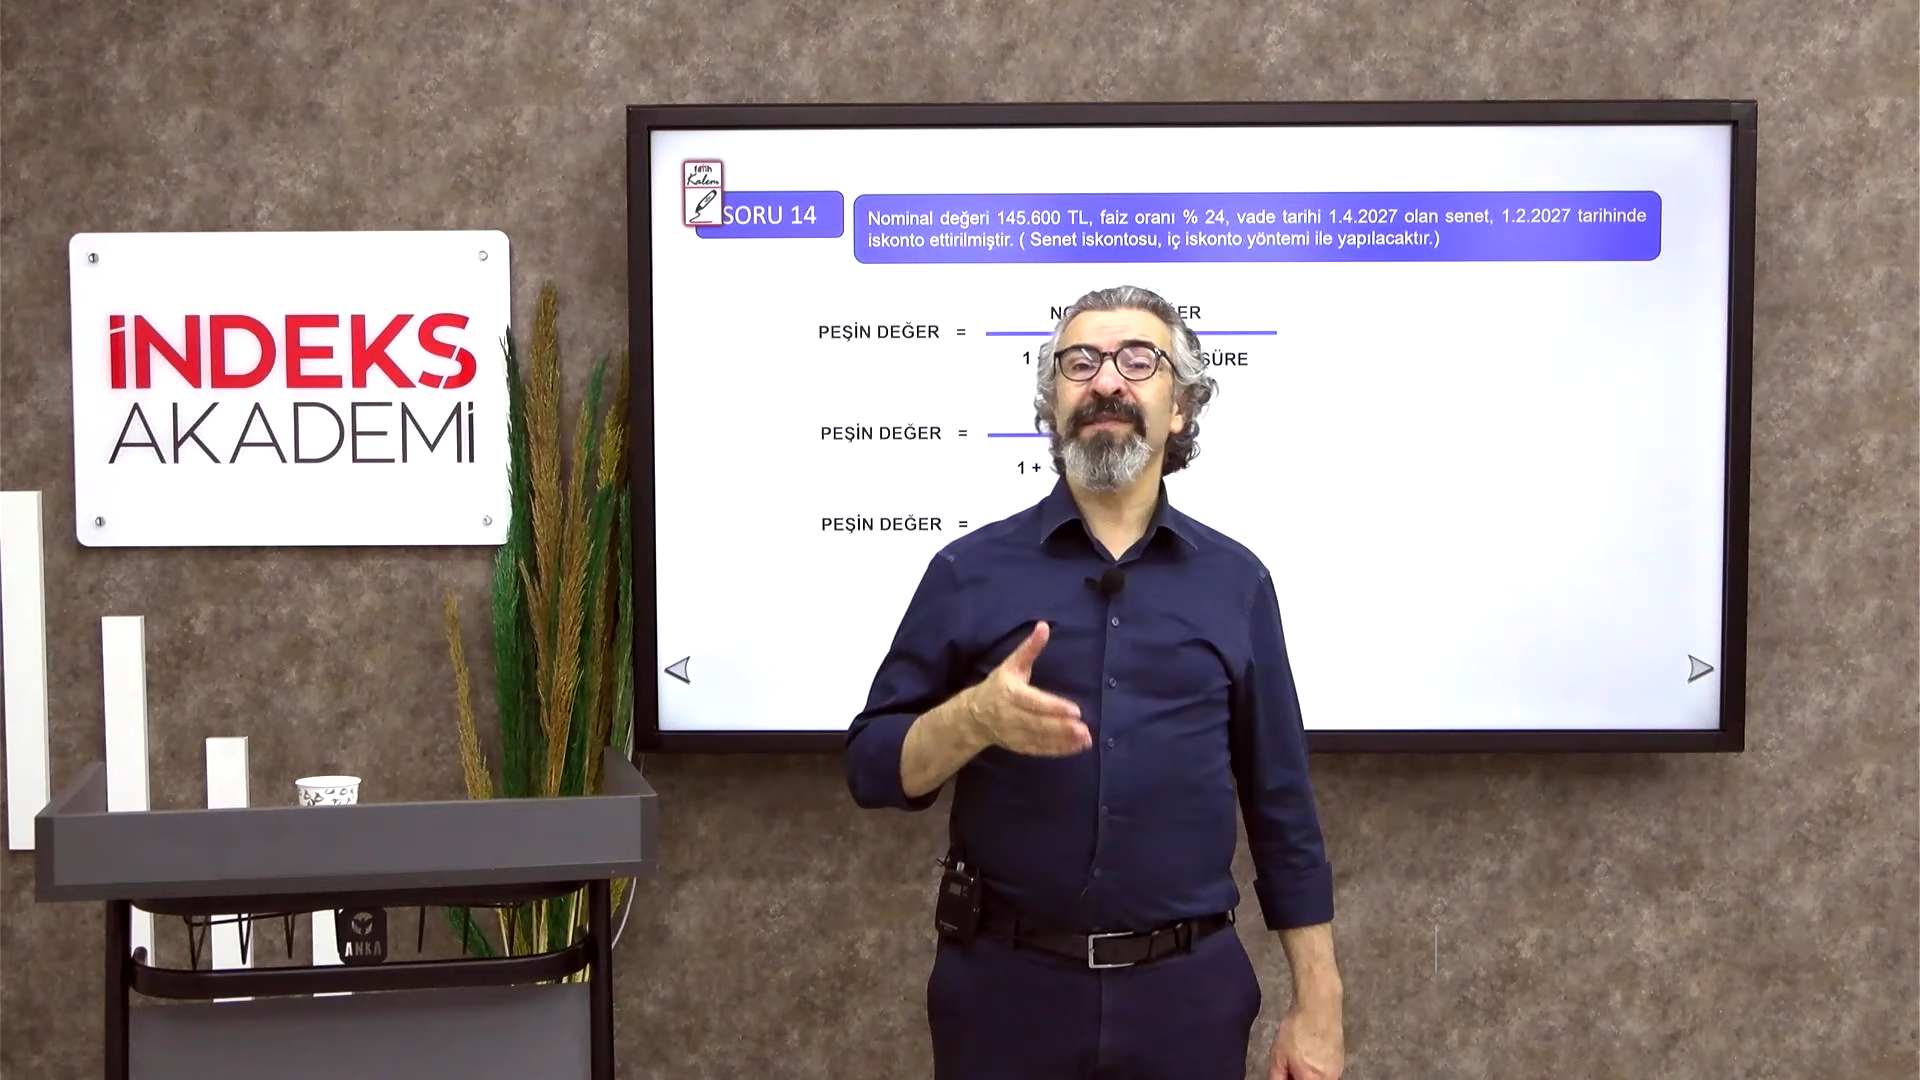 İNDEKS
AKADEMİ
fatih
Kalem
SORU 14
Nominal değeri 145.600 TL, faiz oranı % 24, vade tarihi 1.4.2027 olan senet, 1.2.2027 tarihinde
iskonto ettirilmiştir. ( Senet iskontosu, iç iskonto yöntemi ile yapılacaktır.)
PEŞİN DEĞER =
1
SÜRE
PEŞİN DEĞER =
1 +
PEŞİN DEĞER =
ANKA